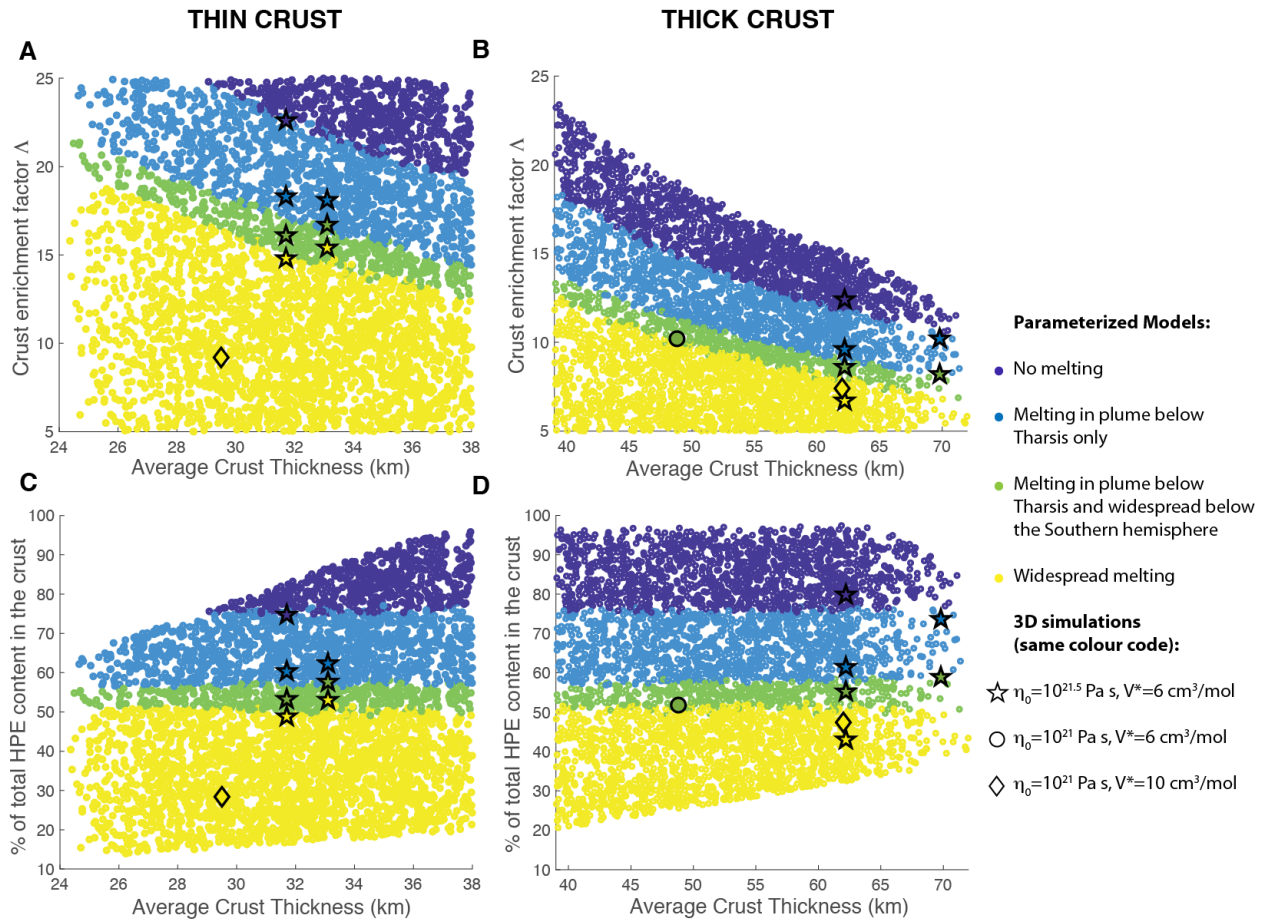 THIN CRUST
THICK CRUST
A
25
20
15
10
5
24 26 28 30 32 34 36 38
Crust enrichment factor Λ
Average Crust Thickness (km)
B
25
20
15
10
5
40 45 50 55 60 65 70
Crust enrichment factor Λ
Average Crust Thickness (km)
C
100
90
80
70
60
50
40
30
20
10
24 26 28 30 32 34 36 38
% of total HPE content in the crust
Average Crust Thickness (km)
D
100
90
80
70
60
50
40
30
20
10
40 45 50 55 60 65 70
% of total HPE content in the crust
Average Crust Thickness (km)
Parameterized Models:
No melting
Melting in plume below
Tharsis only
Melting in plume below
Tharsis and widespread below
the Southern hemisphere
Widespread melting
3D simulations
(same colour code):
η₀=10²¹·⁵ Pa s, V*=6 cm³/mol
η₀=10²¹ Pa s, V*=6 cm³/mol
η₀=10²¹ Pa s, V*=10 cm³/mol